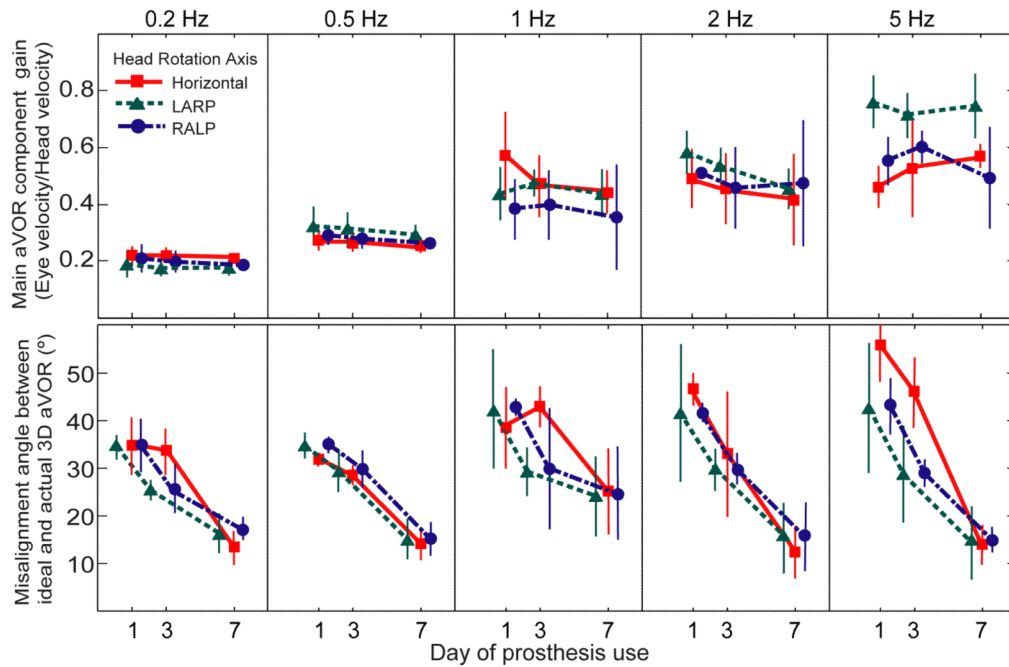 0.2 Hz 0.5 Hz 1 Hz 2 Hz 5 Hz
Main aVOR component gain
(Eye velocity/Head velocity)
0.8
0.6
0.4
0.2
Head Rotation Axis
Horizontal
LARP
RALP
Misalignment angle between
ideal and actual 3D aVOR (º)
50
40
30
20
10
1 3 7 1 3 7 1 3 7 1 3 7 1 3 7
Day of prosthesis use